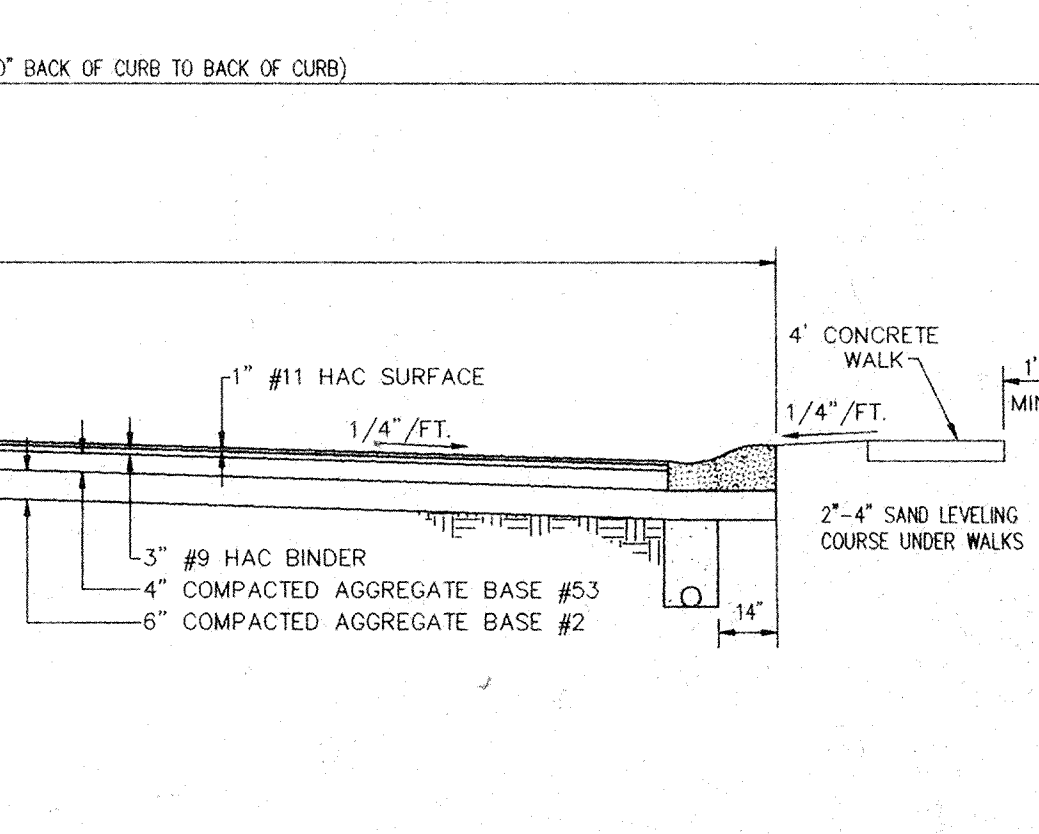 0" BACK OF CURB TO BACK OF CURB)
4' CONCRETE
WALK
1" #11 HAC SURFACE
1'
MIN
1/4"/FT.
1/4"/FT.
2"-4" SAND LEVELING
COURSE UNDER WALKS
3" #9 HAC BINDER
4" COMPACTED AGGREGATE BASE #53
6" COMPACTED AGGREGATE BASE #2
14"